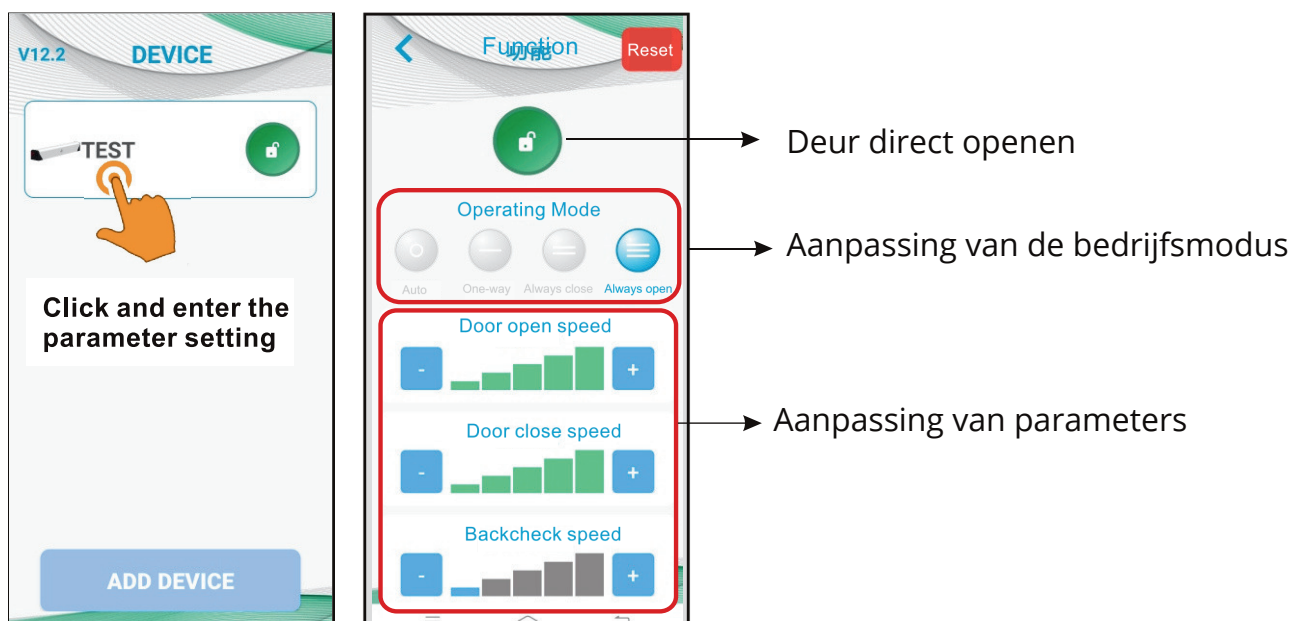 V12.2
DEVICE
TEST
Click and enter the
parameter setting
ADD DEVICE
Function
功能
Reset
Operating Mode
Auto
One-way
Always close
Always open
Door open speed
-
+
Door close speed
-
+
Backcheck speed
-
+
Deur direct openen
Aanpassing van de bedrijfsmodus
Aanpassing van parameters